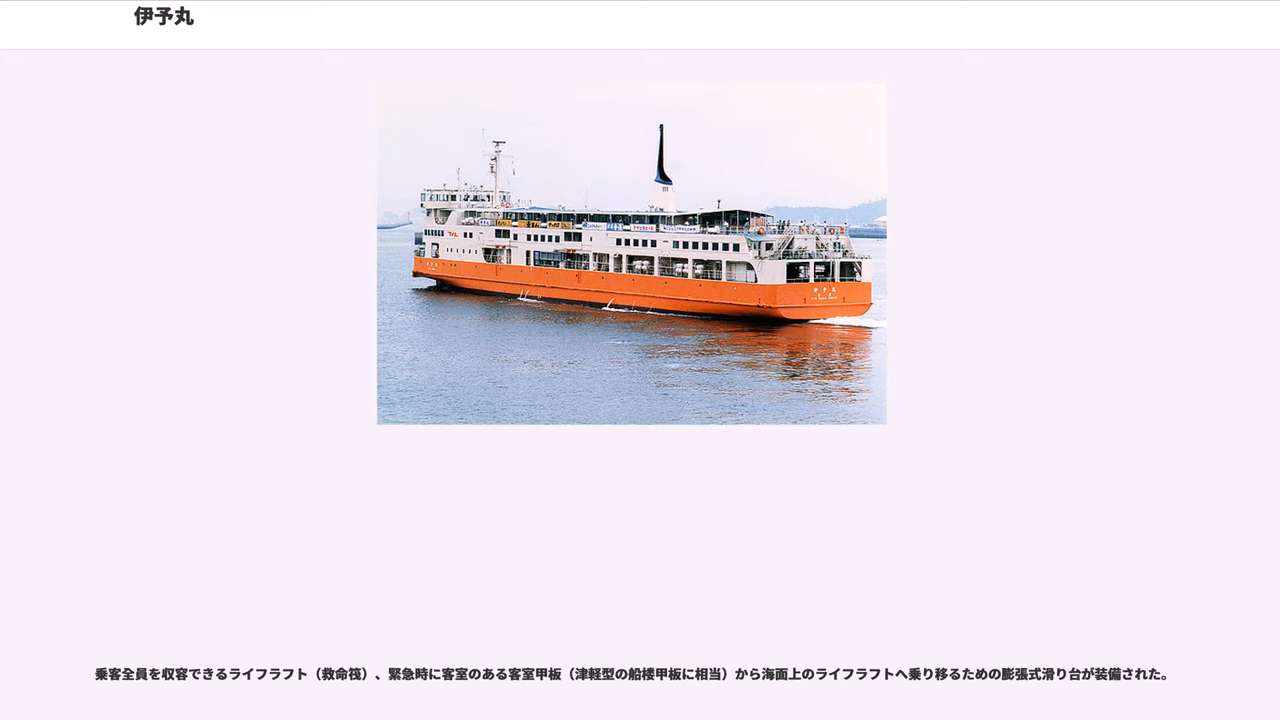 伊予丸
伊予丸
乗客全員を収容できるライフラフト（救命筏）、緊急時に客室のある客室甲板（津軽型の船楼甲板に相当）から海面上のライフラフトへ乗り移るための膨張式滑り台が装備された。